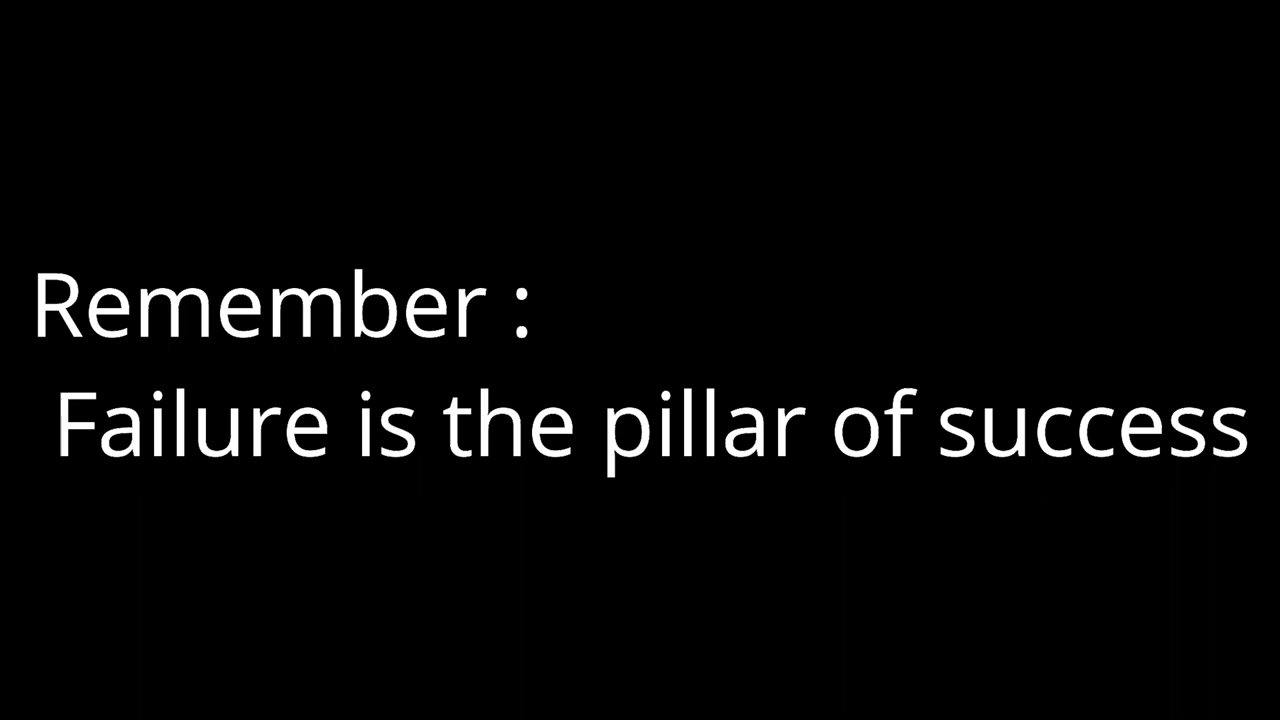 Remember :
Failure is the pillar of success